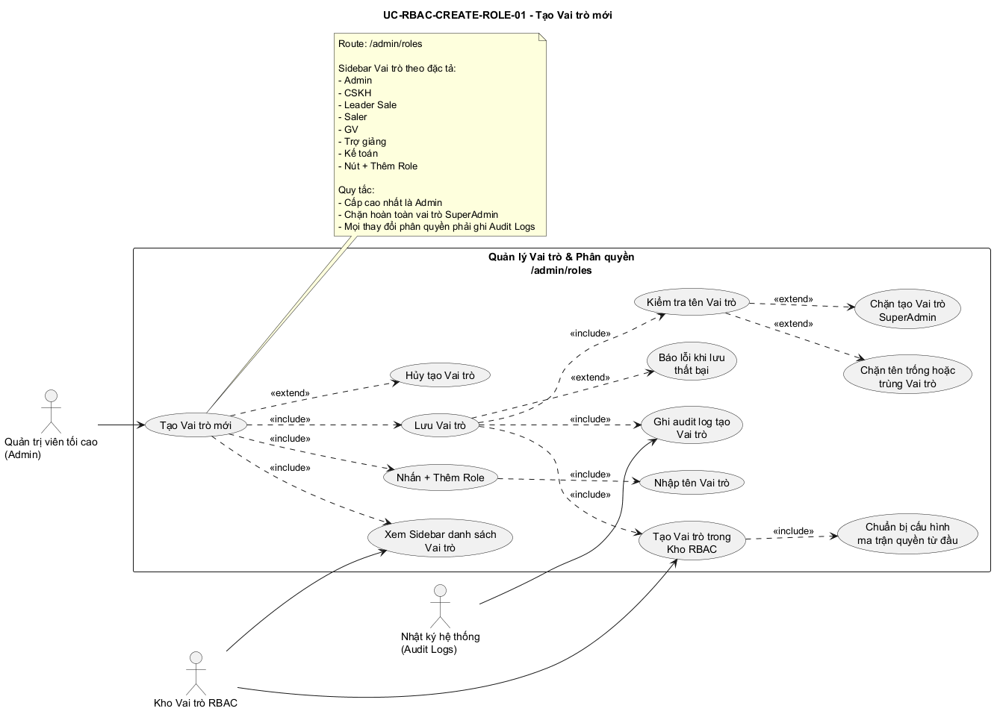 UC-RBAC-CREATE-ROLE-01 - Tạo Vai trò mới
Route: /admin/roles
Sidebar Vai trò theo đặc tả:
- Admin
- CSKH
- Leader Sale
- Saler
- GV
- Trợ giảng
- Kế toán
- Nút + Thêm Role
Quy tắc:
- Cấp cao nhất là Admin
- Chặn hoàn toàn vai trò SuperAdmin
- Mọi thay đổi phân quyền phải ghi Audit Logs
Quản lý Vai trò & Phân quyền
/admin/roles
Kiểm tra tên Vai trò
«extend»
Chặn tạo Vai trò
SuperAdmin
«extend»
Chặn tên trống hoặc
trùng Vai trò
«include»
Báo lỗi khi lưu
thất bại
«extend»
Hủy tạo Vai trò
«extend»
Tạo Vai trò mới
«include»
Lưu Vai trò
«include»
Ghi audit log tạo
Vai trò
«include»
Nhấn + Thêm Role
«include»
Nhập tên Vai trò
«include»
«include»
Xem Sidebar danh sách
Vai trò
Tạo Vai trò trong
Kho RBAC
«include»
Chuẩn bị cấu hình
ma trận quyền từ đầu
Quản trị viên tối cao
(Admin)
Nhật ký hệ thống
(Audit Logs)
Kho Vai trò RBAC